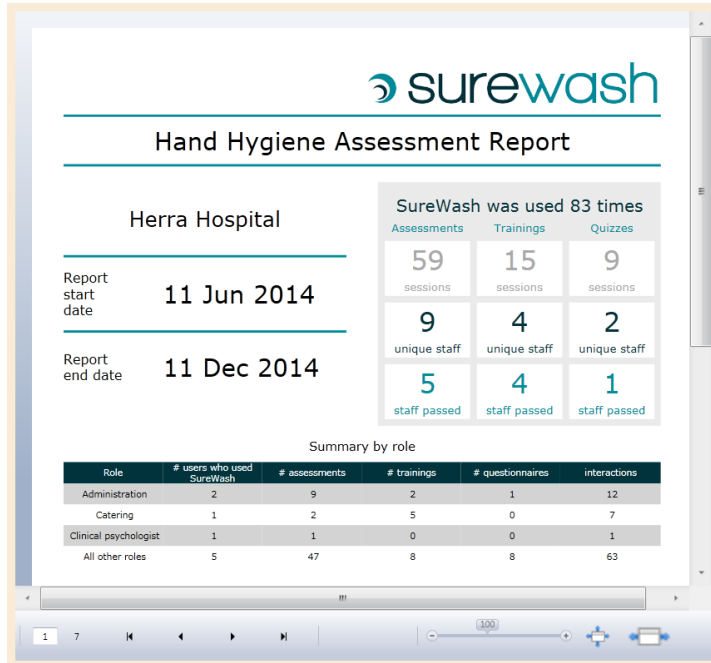 surewash
Hand Hygiene Assessment Report
Herra Hospital
Report
start
date
11 Jun 2014
Report
end date
11 Dec 2014
SureWash was used 83 times
Assessments Trainings Quizzes
59 15 9
sessions sessions sessions
9 4 2
unique staff unique staff unique staff
5 4 1
staff passed staff passed staff passed
Summary by role
Role # users who used SureWash # assessments # trainings # questionnaires interactions
Administration 2 9 2 1 12
Catering 1 2 5 0 7
Clinical psychologist 1 1 0 0 1
All other roles 5 47 8 8 63
1 7 100